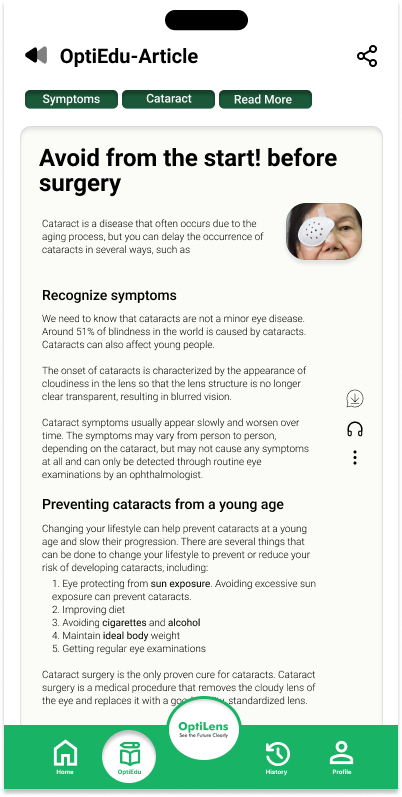 OptiEdu-Article
Symptoms
Cataract
Read More
Avoid from the start! before
surgery
Cataract is a disease that often occurs due to the
aging process, but you can delay the occurrence of
cataracts in several ways, such as
Recognize symptoms
We need to know that cataracts are not a minor eye disease.
Around 51% of blindness in the world is caused by cataracts.
Cataracts can also affect young people.
The onset of cataracts is characterized by the appearance of
cloudiness in the lens so that the lens structure is no longer
clear transparent, resulting in blurred vision.
Cataract symptoms usually appear slowly and worsen over
time. The symptoms may vary from person to person,
depending on the cataract, but may not cause any symptoms
at all and can only be detected through routine eye
examinations by an ophthalmologist.
Preventing cataracts from a young age
Changing your lifestyle can help prevent cataracts at a young
age and slow their progression. There are several things that
can be done to change your lifestyle to prevent or reduce your
risk of developing cataracts, including:
1. Eye protecting from sun exposure. Avoiding excessive sun
exposure can prevent cataracts.
2. Improving diet
3. Avoiding cigarettes and alcohol
4. Maintain ideal body weight
5. Getting regular eye examinations
Cataract surgery is the only proven cure for cataracts. Cataract
surgery is a medical procedure that removes the cloudy lens of
the eye and replaces it with a standardized lens.
OptiLens
See the Future Clearly
Home
OptiEdu
History
Profile